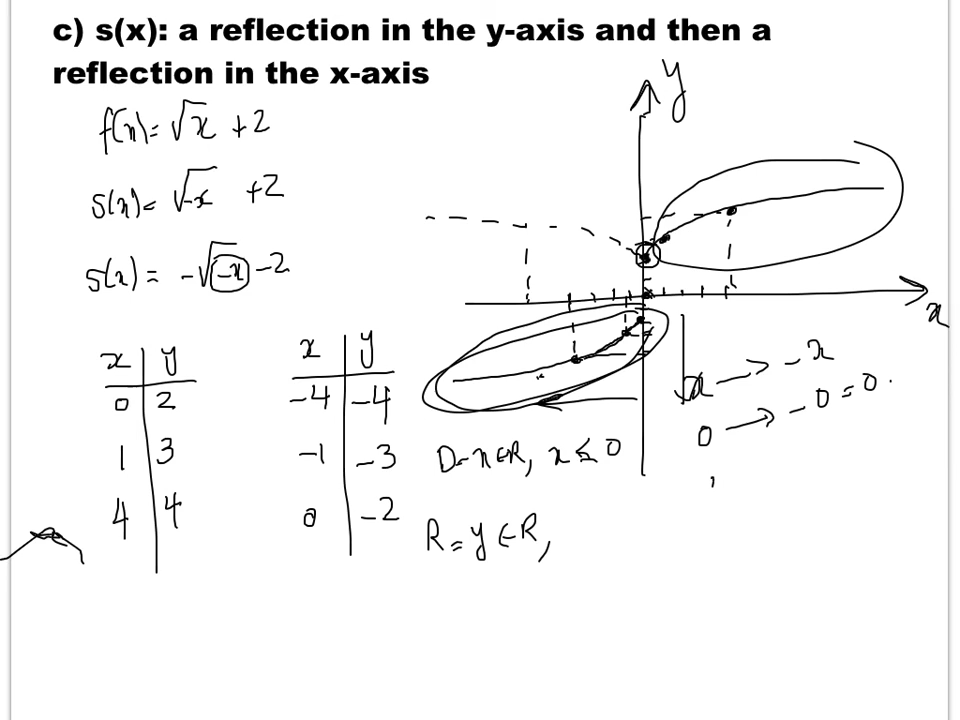 c) s(x): a reflection in the y-axis and then a
reflection in the x-axis
f(x) = √x + 2
s(x) = √-x + 2
s(x) = -√-x - 2
y
x
x y
0 2
1 3
4 4
x y
-4 -4
-1 -3
0 -2
x → -x
0 → -0 = 0.
D = x ∈ R, x ≤ 0
R = y ∈ R,